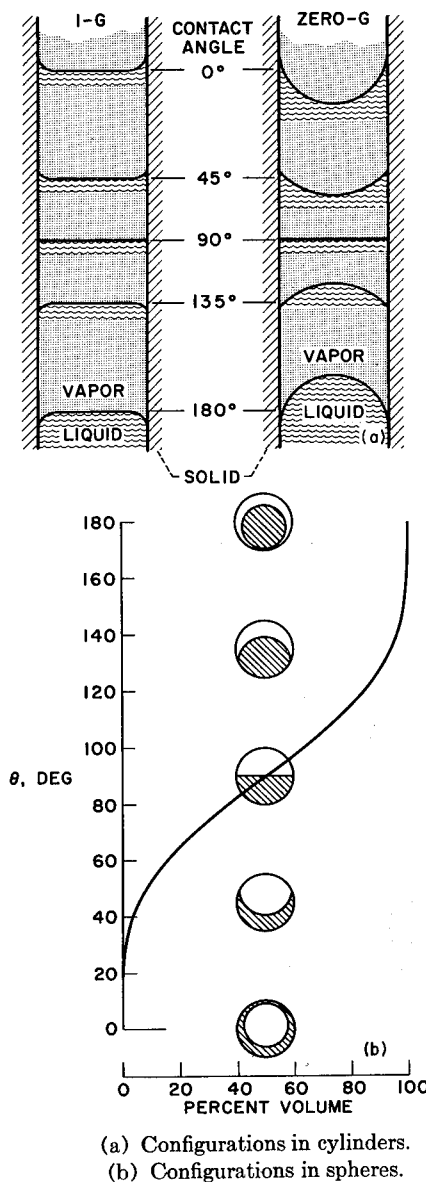 1-G
CONTACT ANGLE
ZERO-G
0°
45°
90°
135°
VAPOR
VAPOR
180°
LIQUID
LIQUID
(a)
SOLID
180
160
140
120
100
θ, DEG
80
60
40
20
0
(b)
0 20 40 60 80 100
PERCENT VOLUME
(a) Configurations in cylinders.
(b) Configurations in spheres.